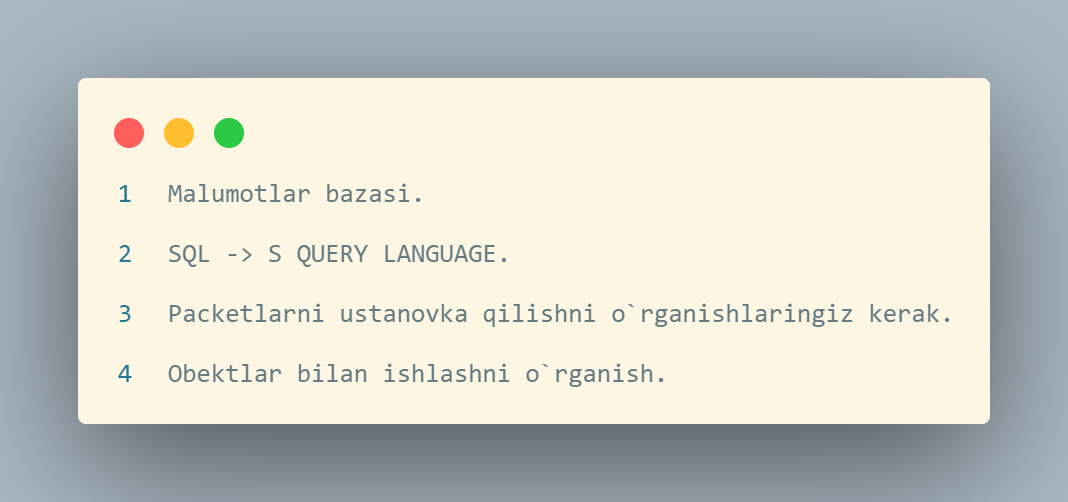 1 Malumotlar bazasi.
2 SQL -> S QUERY LANGUAGE.
3 Packetlarni ustanovka qilishni o`rganishlaringiz kerak.
4 Obektlar bilan ishlashni o`rganish.